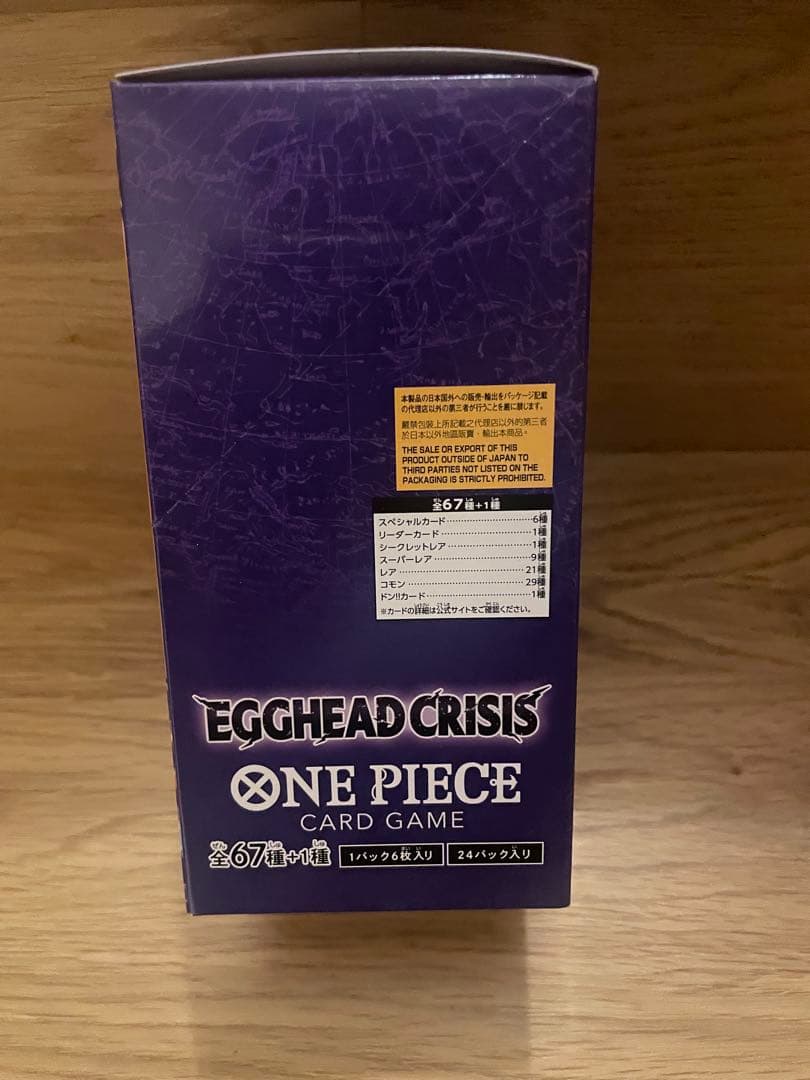 本製品の日本国外への販売・輸出をパッケージ記載
の代理店以外の第三者が行うことを厳に禁じます。
嚴禁包裝上所記載之代理店以外的第三者
於日本以外地區販賣、輸出本商品。
THE SALE OR EXPORT OF THIS
PRODUCT OUTSIDE OF JAPAN TO
THIRD PARTIES NOT LISTED ON THE
PACKAGING IS STRICTLY PROHIBITED.
全67種+1種
スペシャルカード…………6種
リーダーカード…………1種
シークレットレア…………1種
スーパーレア…………9種
レア…………21種
コモン…………29種
ドン!!カード…………1種
※カードの詳細は公式サイトをご確認ください。
EGGHEAD CRISIS
ONE PIECE
CARD GAME
全67種+1種 1パック6枚入り 24パック入り